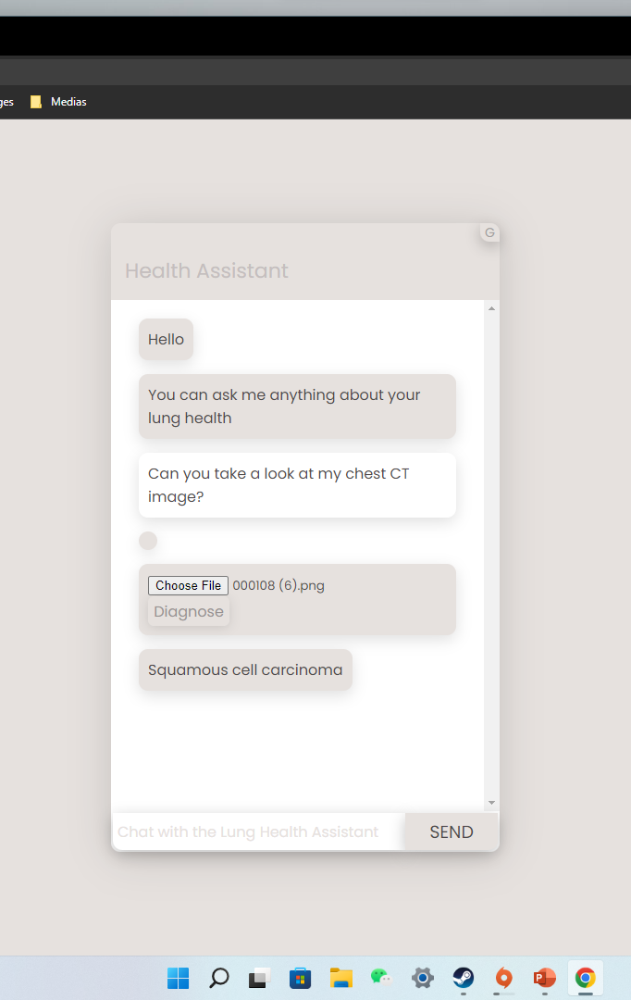 ges
Medias
G
Health Assistant
Hello
You can ask me anything about your
lung health
Can you take a look at my chest CT
image?
Choose File 000108 (6).png
Diagnose
Squamous cell carcinoma
Chat with the Lung Health Assistant
SEND
P